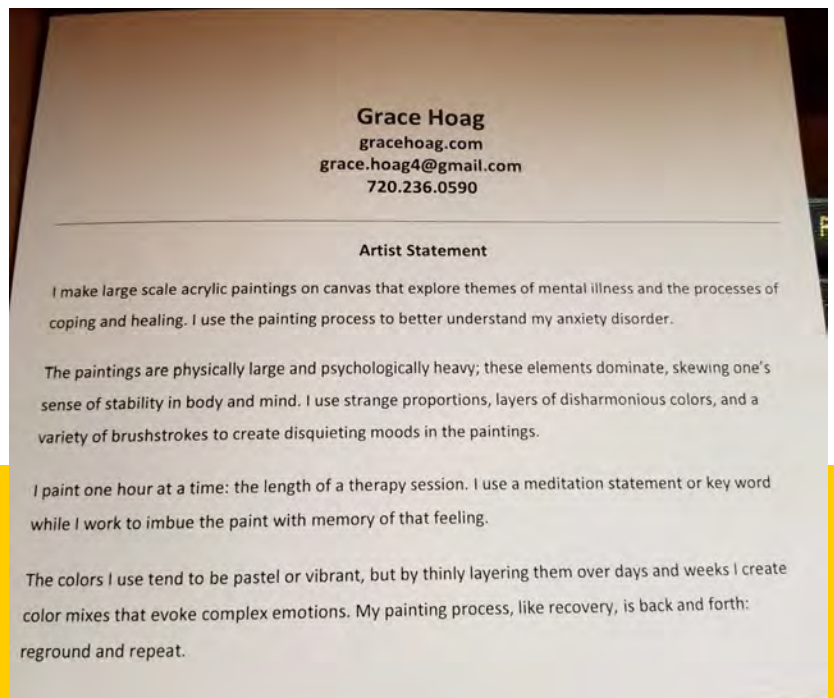 Grace Hoag
gracehoag.com
grace.hoag4@gmail.com
720.236.0590
Artist Statement
I make large scale acrylic paintings on canvas that explore themes of mental illness and the processes of
coping and healing. I use the painting process to better understand my anxiety disorder.
The paintings are physically large and psychologically heavy; these elements dominate, skewing one's
sense of stability in body and mind. I use strange proportions, layers of disharmonious colors, and a
variety of brushstrokes to create disquieting moods in the paintings.
I paint one hour at a time: the length of a therapy session. I use a meditation statement or key word
while I work to imbue the paint with memory of that feeling.
The colors I use tend to be pastel or vibrant, but by thinly layering them over days and weeks I create
color mixes that evoke complex emotions. My painting process, like recovery, is back and forth:
reground and repeat.